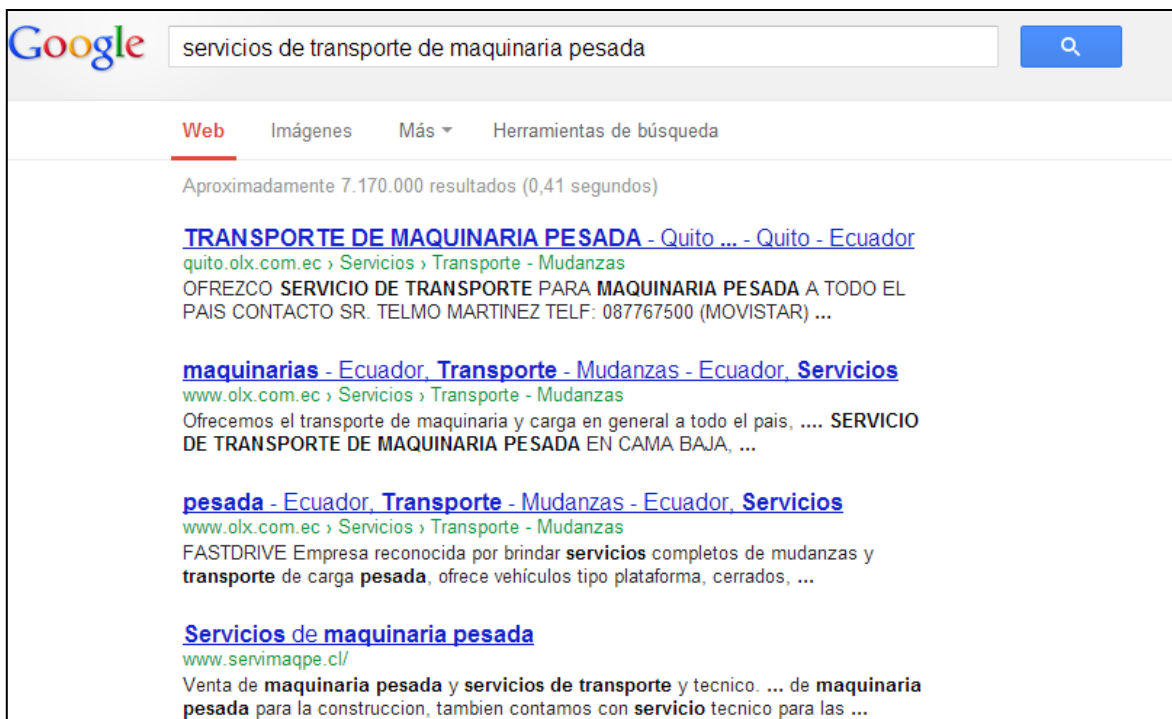 Google servicios de transporte de maquinaria pesada
Web Imágenes Más Herramientas de búsqueda
Aproximadamente 7.170.000 resultados (0,41 segundos)
TRANSPORTE DE MAQUINARIA PESADA - Quito ... - Quito - Ecuador
quito.olx.com.ec › Servicios › Transporte - Mudanzas
OFREZCO SERVICIO DE TRANSPORTE PARA MAQUINARIA PESADA A TODO EL
PAIS CONTACTO SR. TELMO MARTINEZ TELF: 087767500 (MOVISTAR) ...
maquinarias - Ecuador, Transporte - Mudanzas - Ecuador, Servicios
www.olx.com.ec › Servicios › Transporte - Mudanzas
Ofrecemos el transporte de maquinaria y carga en general a todo el pais, .... SERVICIO
DE TRANSPORTE DE MAQUINARIA PESADA EN CAMA BAJA, ...
pesada - Ecuador, Transporte - Mudanzas - Ecuador, Servicios
www.olx.com.ec › Servicios › Transporte - Mudanzas
FASTDRIVE Empresa reconocida por brindar servicios completos de mudanzas y
transporte de carga pesada, ofrece vehículos tipo plataforma, cerrados, ...
Servicios de maquinaria pesada
www.servimaqpe.cl/
Venta de maquinaria pesada y servicios de transporte y tecnico. ... de maquinaria
pesada para la construccion, tambien contamos con servicio tecnico para las ...